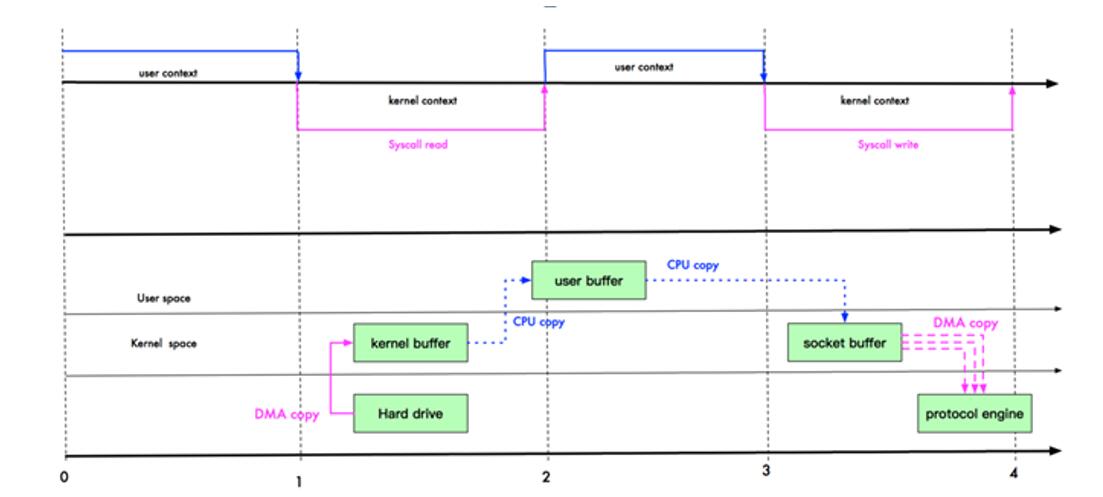 user context
user context
kernel context
kernel context
Syscall read
Syscall write
CPU copy
user buffer
User space
CPU copy
DMA copy
Kernel space
kernel buffer
socket buffer
DMA copy
Hard drive
protocol engine
0
1
2
3
4